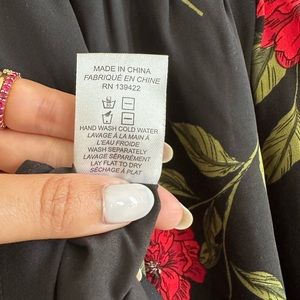 MADE IN CHINA
FABRIQUÉ EN CHINE
RN 139422
HAND WASH COLD WATER
LAVAGE À LA MAIN À
L'EAU FROIDE
WASH SEPARATELY
LAVAGE SÉPARÉMENT
LAY FLAT TO DRY
SÉCHAGE À PLAT